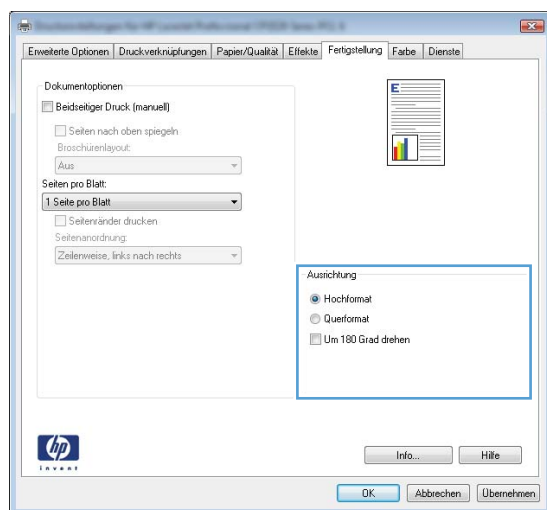 Erweiterte Optionen Druckverknüpfungen Papier/Qualität Effekte Fertigstellung Farbe Dienste
Dokumentoptionen
Beidseitiger Druck (manuell)
Seiten nach oben spiegeln
Broschürenlayout:
Aus
Seiten pro Blatt:
1 Seite pro Blatt
Seitenränder drucken
Seitenanordnung:
Zeilenweise, links nach rechts
E
Ausrichtung
Hochformat
Querformat
Um 180 Grad drehen
hp
invent
Info... Hilfe
OK Abbrechen Übernehmen